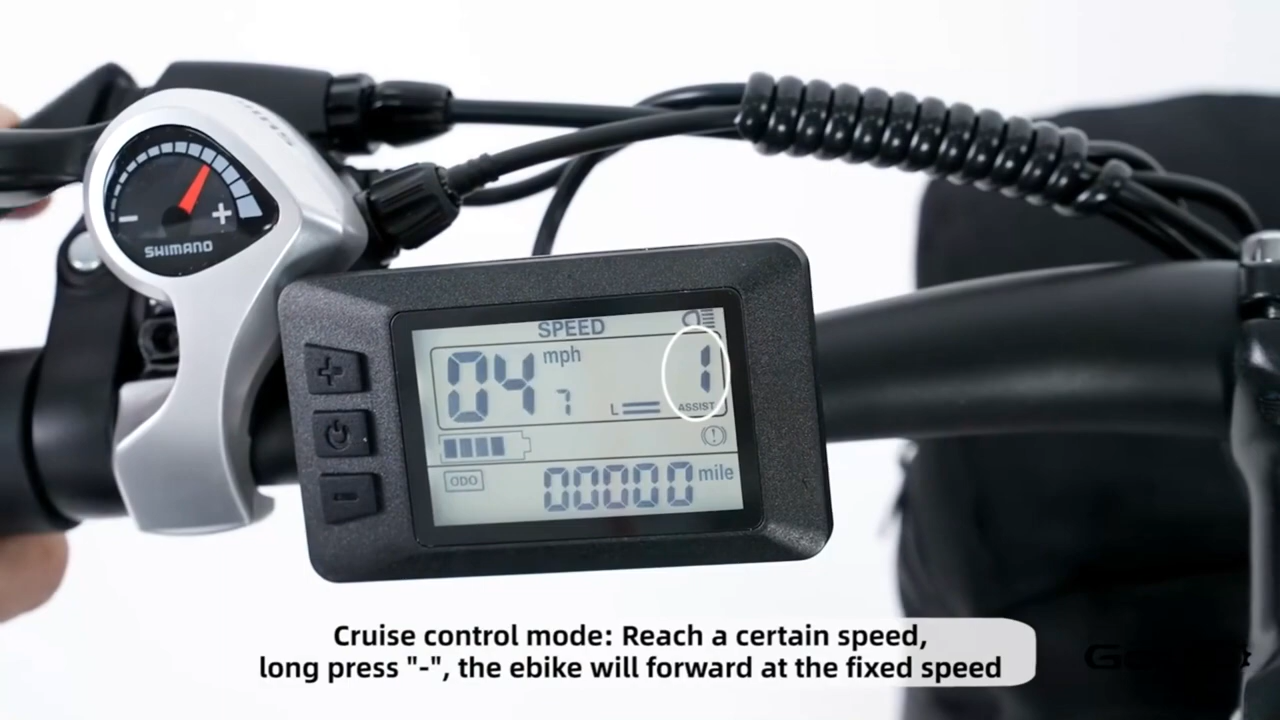 SHIMANO
SPEED
04 7 mph
1
L
ASSIST
ODO
00000 mile
Cruise control mode: Reach a certain speed,
long press "-", the ebike will forward at the fixed speed